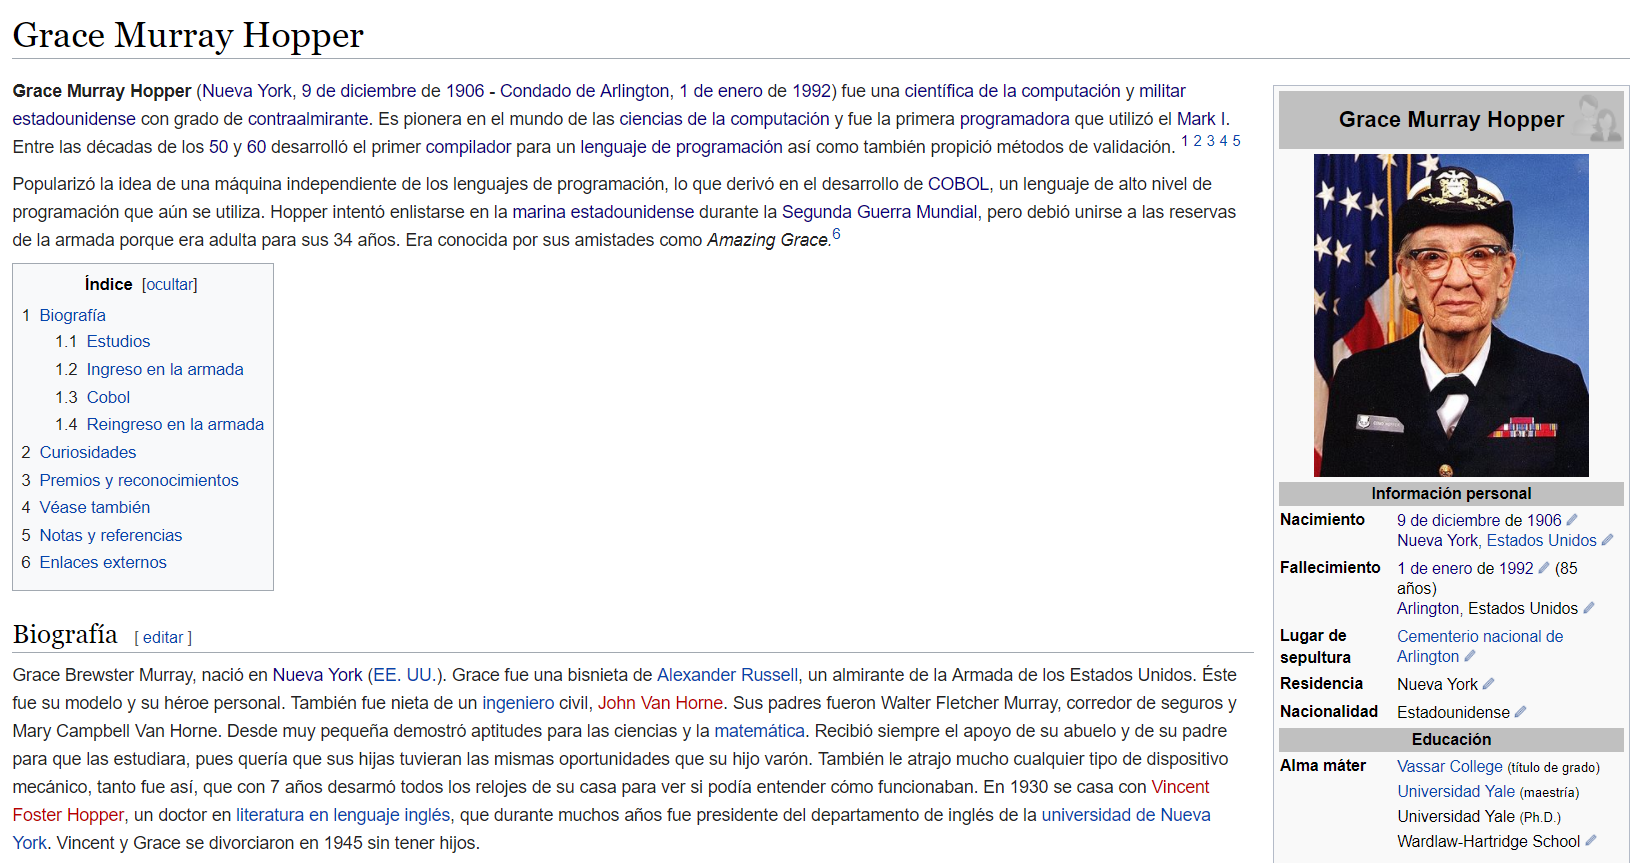 Grace Murray Hopper
Grace Murray Hopper (Nueva York, 9 de diciembre de 1906 - Condado de Arlington, 1 de enero de 1992) fue una científica de la computación y militar
estadounidense con grado de contraalmirante. Es pionera en el mundo de las ciencias de la computación y fue la primera programadora que utilizó el Mark I.
Entre las décadas de los 50 y 60 desarrolló el primer compilador para un lenguaje de programación así como también propició métodos de validación. 1 2 3 4 5
Popularizó la idea de una máquina independiente de los lenguajes de programación, lo que derivó en el desarrollo de COBOL, un lenguaje de alto nivel de
programación que aún se utiliza. Hopper intentó enlistarse en la marina estadounidense durante la Segunda Guerra Mundial, pero debió unirse a las reservas
de la armada porque era adulta para sus 34 años. Era conocida por sus amistades como Amazing Grace.6
Índice [ocultar]
1 Biografía
1.1 Estudios
1.2 Ingreso en la armada
1.3 Cobol
1.4 Reingreso en la armada
2 Curiosidades
3 Premios y reconocimientos
4 Véase también
5 Notas y referencias
6 Enlaces externos
Biografía [ editar ]
Grace Brewster Murray, nació en Nueva York (EE. UU.). Grace fue una bisnieta de Alexander Russell, un almirante de la Armada de los Estados Unidos. Éste
fue su modelo y su héroe personal. También fue nieta de un ingeniero civil, John Van Horne. Sus padres fueron Walter Fletcher Murray, corredor de seguros y
Mary Campbell Van Horne. Desde muy pequeña demostró aptitudes para las ciencias y la matemática. Recibió siempre el apoyo de su abuelo y de su padre
para que las estudiara, pues quería que sus hijas tuvieran las mismas oportunidades que su hijo varón. También le atrajo mucho cualquier tipo de dispositivo
mecánico, tanto fue así, que con 7 años desarmó todos los relojes de su casa para ver si podía entender cómo funcionaban. En 1930 se casa con Vincent
Foster Hopper, un doctor en literatura en lenguaje inglés, que durante muchos años fue presidente del departamento de inglés de la universidad de Nueva
York. Vincent y Grace se divorciaron en 1945 sin tener hijos.
Grace Murray Hopper
Información personal
Nacimiento 9 de diciembre de 1906
Nueva York, Estados Unidos
Fallecimiento 1 de enero de 1992 (85
años)
Arlington, Estados Unidos
Lugar de Cementerio nacional de
sepultura Arlington
Residencia Nueva York
Nacionalidad Estadounidense
Educación
Alma máter Vassar College (título de grado)
Universidad Yale (maestría)
Universidad Yale (Ph.D.)
Wardlaw-Hartridge School